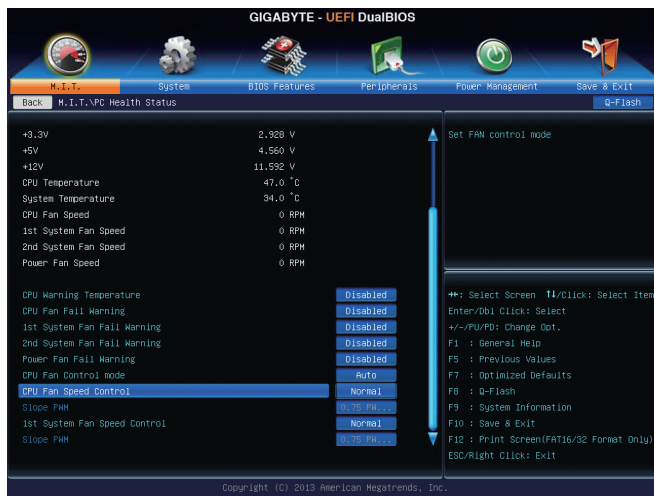 GIGABYTE - UEFI DualBIOS
M.I.T. System BIOS Features Peripherals Power Management Save & Exit
Back M.I.T.\PC Health Status Q-Flash
+3.3V 2.928 V
+5V 4.560 V
+12V 11.592 V
CPU Temperature 47.0 °C
System Temperature 34.0 °C
CPU Fan Speed 0 RPM
1st System Fan Speed 0 RPM
2nd System Fan Speed 0 RPM
Power Fan Speed 0 RPM
CPU Warning Temperature Disabled
CPU Fan Fail Warning Disabled
1st System Fan Fail Warning Disabled
2nd System Fan Fail Warning Disabled
Power Fan Fail Warning Disabled
CPU Fan Control mode Auto
CPU Fan Speed Control Normal
Slope PWM 0.75 PW...
1st System Fan Speed Control Normal
Slope PWM 0.75 PW...
Set FAN control mode
→←: Select Screen ↑↓/Click: Select Item
Enter/Dbl Click: Select
+/-/PU/PD: Change Opt.
F1 : General Help
F5 : Previous Values
F7 : Optimized Defaults
F8 : Q-Flash
F9 : System Information
F10 : Save & Exit
F12 : Print Screen(FAT16/32 Format Only)
ESC/Right Click: Exit
Copyright (C) 2013 American Megatrends, Inc.